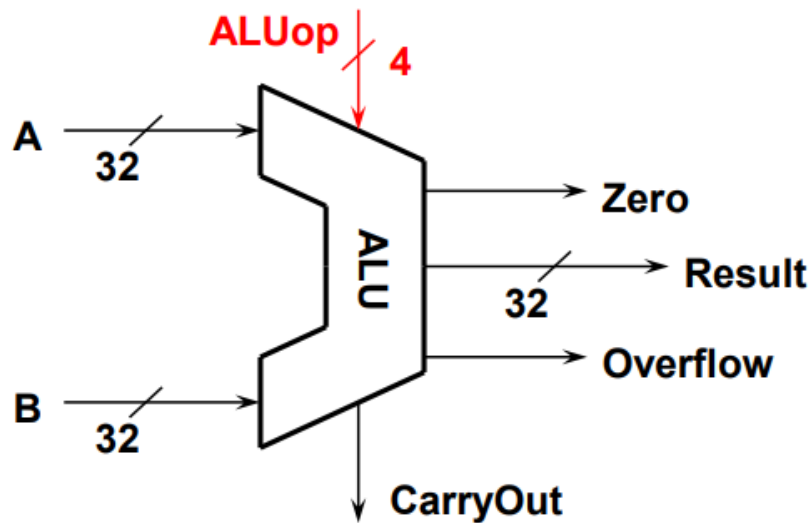 ALUop
4
A
32
Zero
ALU
Result
32
Overflow
B
32
CarryOut